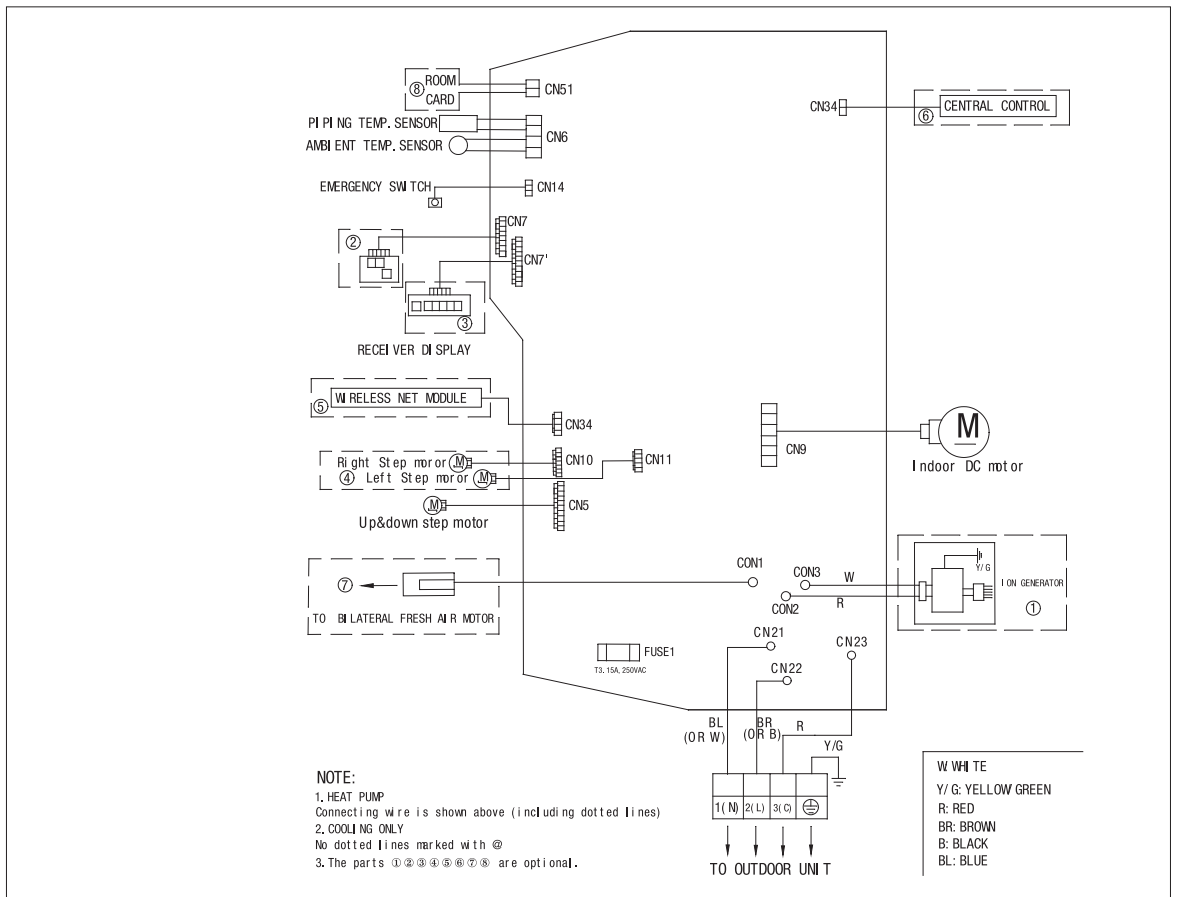 ⑧ ROOM
CARD
CN51
PIPING TEMP. SENSOR
AMBIENT TEMP. SENSOR
CN6
EMERGENCY SWITCH
CN14
②
CN7
CN7'
③
RECEIVER DISPLAY
⑤ WIRELESS NET MODULE
CN34
Right Step moror M
CN10
④ Left Step moror M
CN11
M
CN5
Up&down step motor
⑦
TO BILATERAL FRESH AIR MOTOR
CON1
CN34
CENTRAL CONTROL
⑥
CN9
M
Indoor DC motor
CON3
W
CON2
R
Y/G
ION GENERATOR
①
FUSE1
T3.15A, 250VAC
CN21
CN22
CN23
BL
(OR W)
BR
(OR B)
R
Y/G
1(N) 2(L) 3(C)
TO OUTDOOR UNIT
NOTE:
1. HEAT PUMP
Connecting wire is shown above (including dotted lines)
2. COOLING ONLY
No dotted lines marked with @
3. The parts ①②③④⑤⑥⑦⑧ are optional.
W: WHITE
Y/G: YELLOW GREEN
R: RED
BR: BROWN
B: BLACK
BL: BLUE